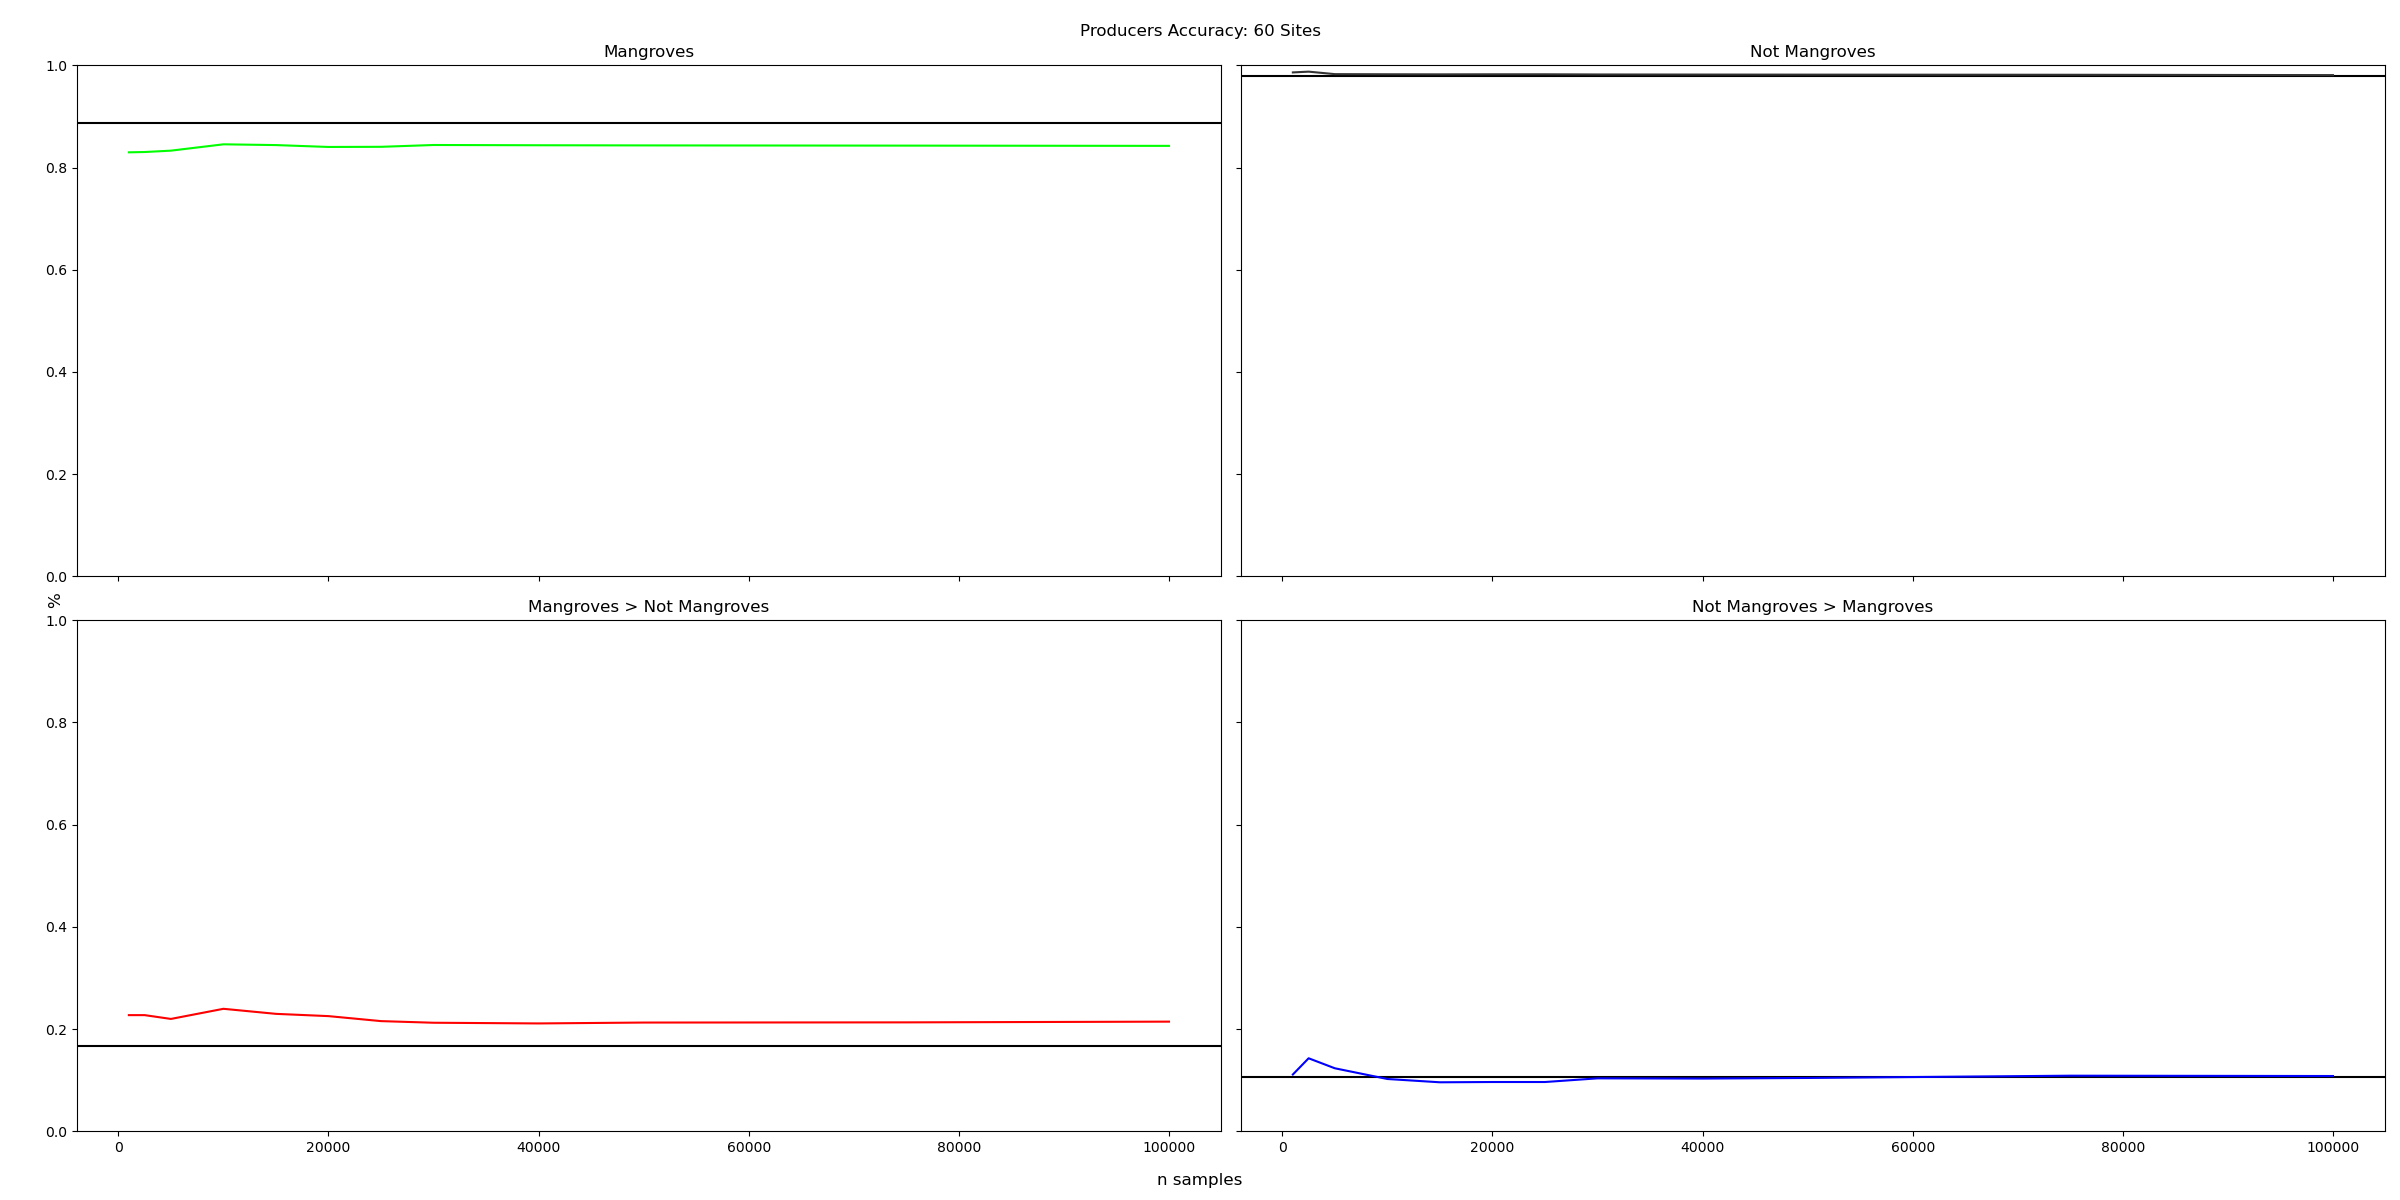 Producers Accuracy: 60 Sites
Mangroves
Not Mangroves
1.0
0.8
0.6
0.4
0.2
0.0
%
Mangroves > Not Mangroves
Not Mangroves > Mangroves
1.0
0.8
0.6
0.4
0.2
0.0
0 20000 40000 60000 80000 100000
0 20000 40000 60000 80000 100000
n samples